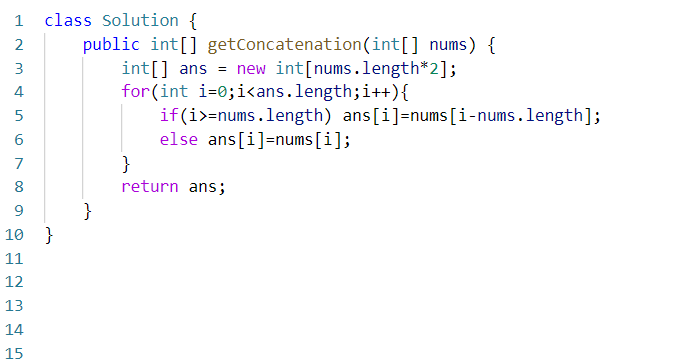 1 class Solution {
2     public int[] getConcatenation(int[] nums) {
3         int[] ans = new int[nums.length*2];
4         for(int i=0;i<ans.length;i++){
5             if(i>=nums.length) ans[i]=nums[i-nums.length];
6             else ans[i]=nums[i];
7         }
8         return ans;
9     }
10 }
11
12
13
14
15